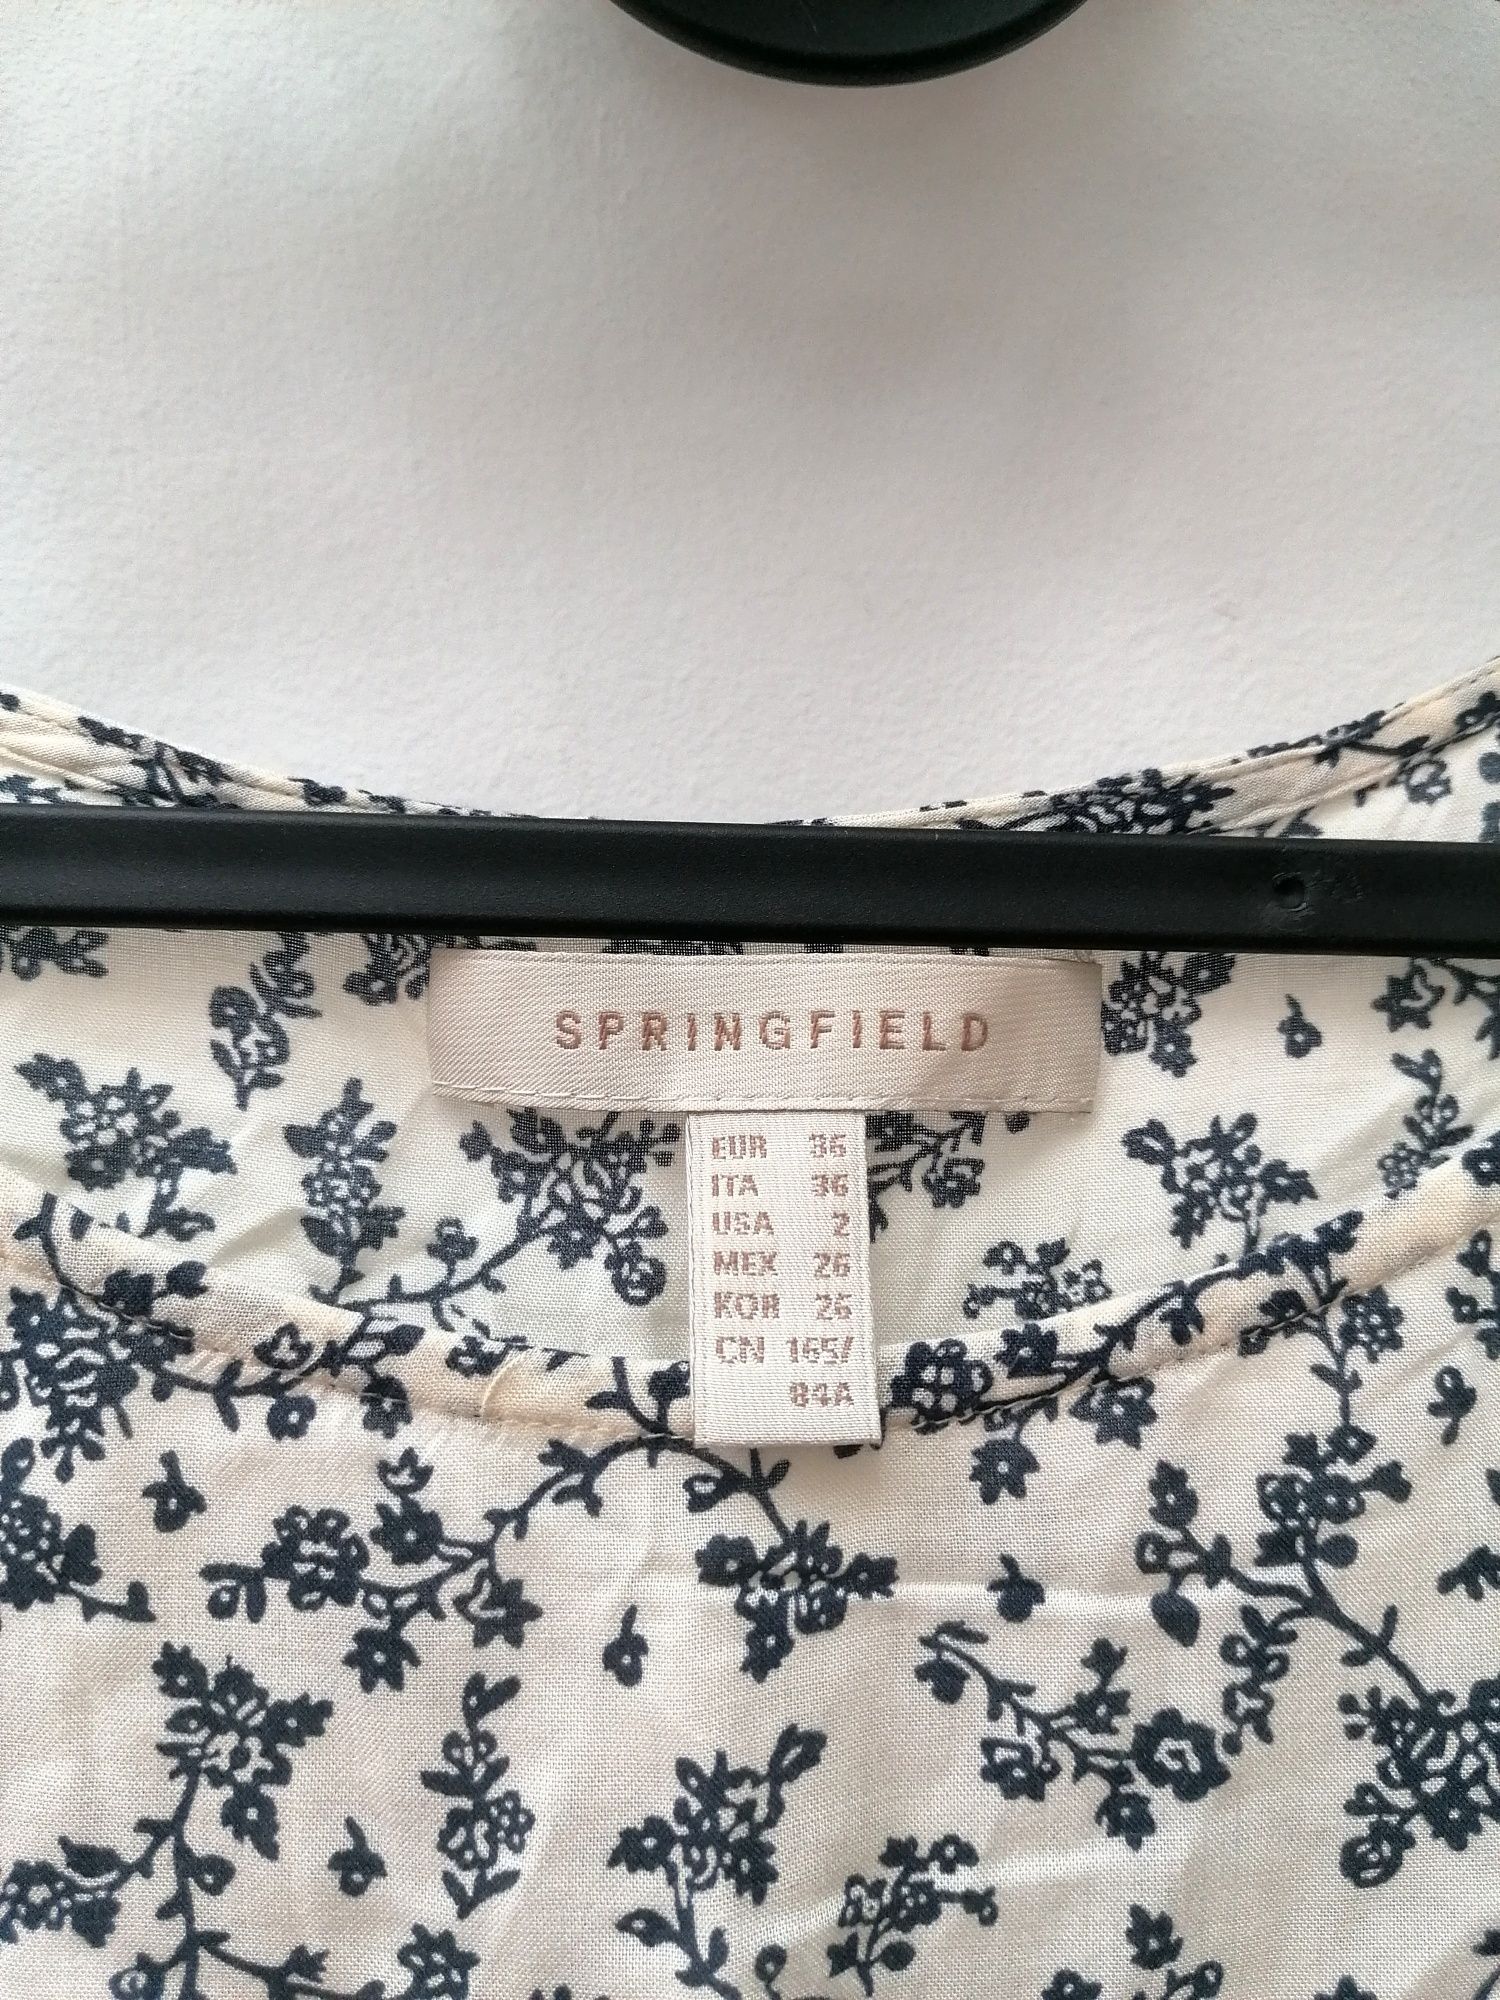 SPRINGFIELD
EUR 36
ITA 36
USA 2
MEX 26
KOR 26
CN 165/
84A